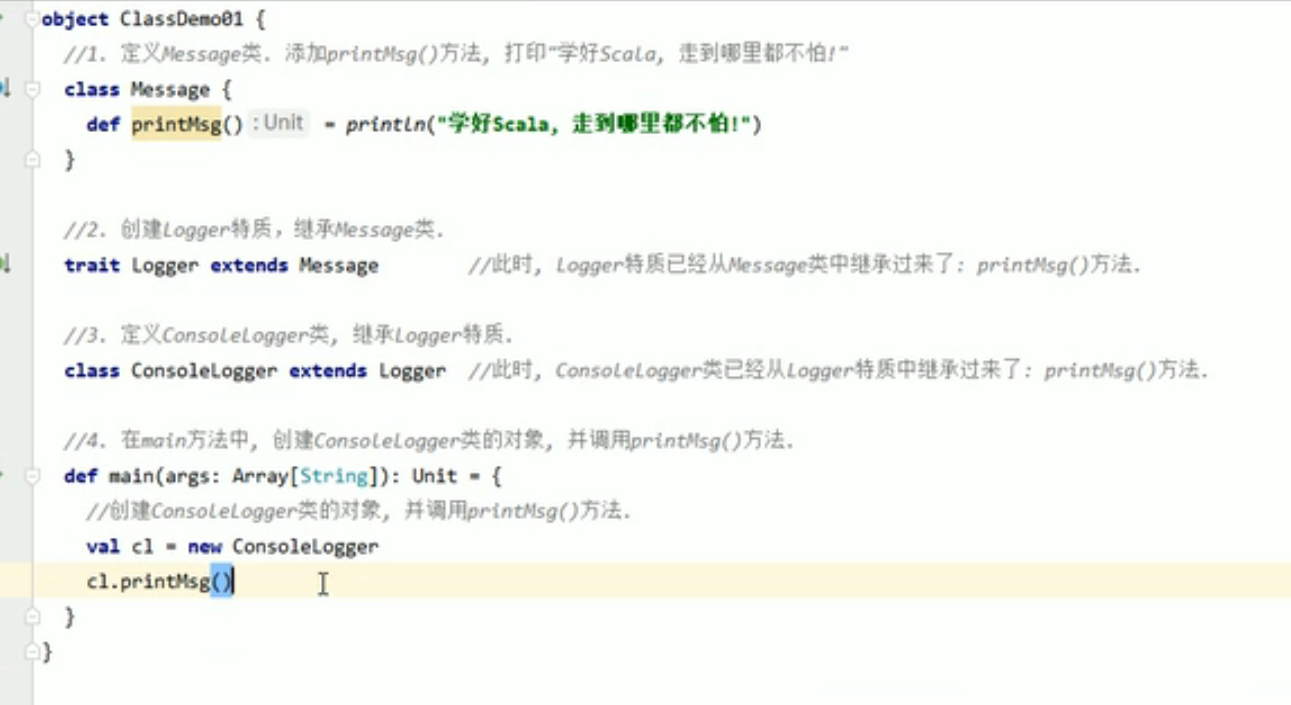 object ClassDemo01 {
//1. 定义Message类. 添加printMsg()方法, 打印"学好Scala, 走到哪里都不怕!"
class Message {
def printMsg() :Unit = println("学好Scala, 走到哪里都不怕!")
}
//2. 创建Logger特质，继承Message类.
trait Logger extends Message //此时, Logger特质已经从Message类中继承过来了: printMsg()方法.
//3. 定义ConsoleLogger类, 继承Logger特质.
class ConsoleLogger extends Logger //此时, ConsoleLogger类已经从Logger特质中继承过来了: printMsg()方法.
//4. 在main方法中, 创建ConsoleLogger类的对象, 并调用printMsg()方法.
def main(args: Array[String]): Unit = {
//创建ConsoleLogger类的对象, 并调用printMsg()方法.
val cl = new ConsoleLogger
cl.printMsg()
}
}